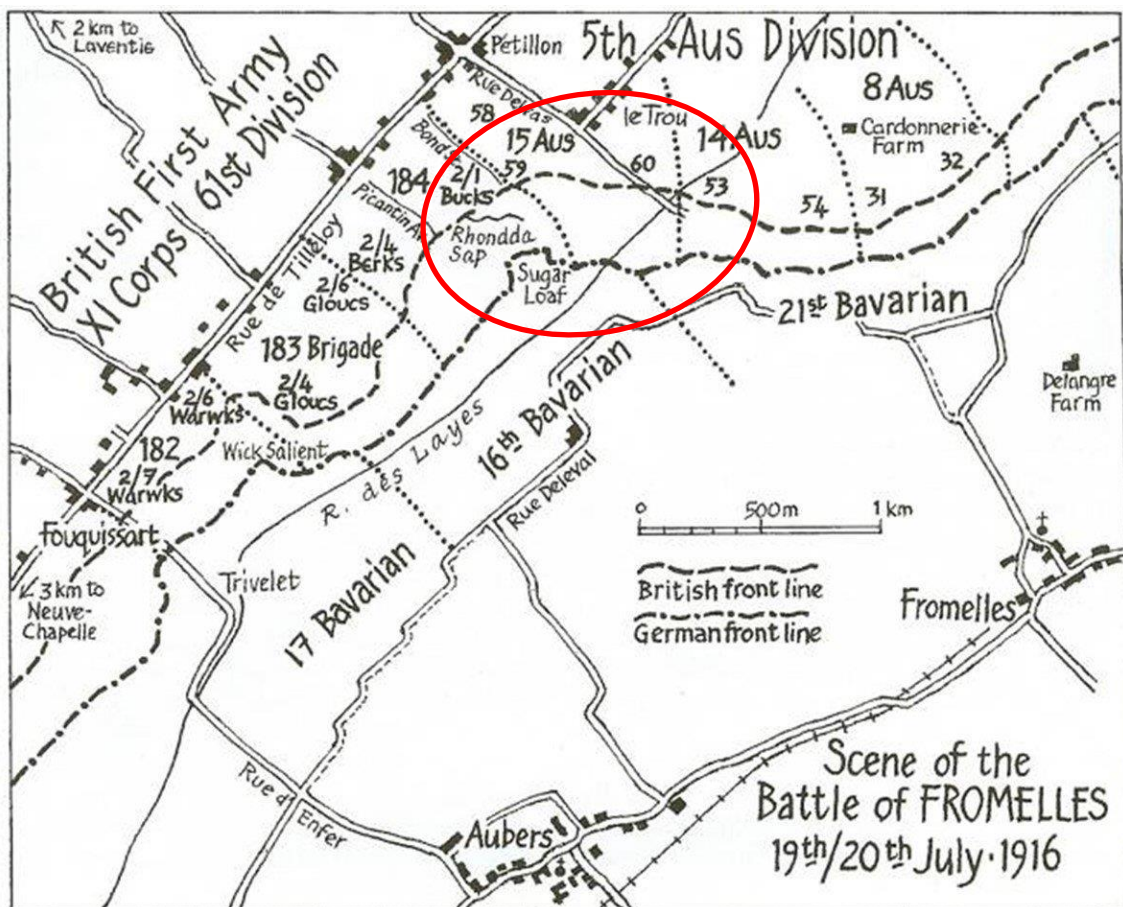 2 km to
Laventie
Pétillon
5th Aus Division
British First Army
XI Corps
61st Division
Rue Delvas
58
15 Aus
le Trou
14 Aus
8 Aus
Cardonnerie
Farm
Bond St
59
60
53
32
31
54
184
2/1
Bucks
Picantin Av
Rhondda
Sap
Sugar
Loaf
Rue de Tilleloy
2/4
Berks
2/6
Gloucs
183 Brigade
2/4
Gloucs
21st Bavarian
2/6
Warwks
182
2/7
Warwks
Wick Salient
R. des Layes
16th Bavarian
Delangre
Farm
Rue Deleval
0 500m 1 km
Fouquissart
British front line
German front line
Trivelet
3 km to
Neuve-
Chapelle
17 Bavarian
Fromelles
Rue d'
Enfer
Aubers
Scene of the
Battle of FROMELLES
19th/20th July·1916